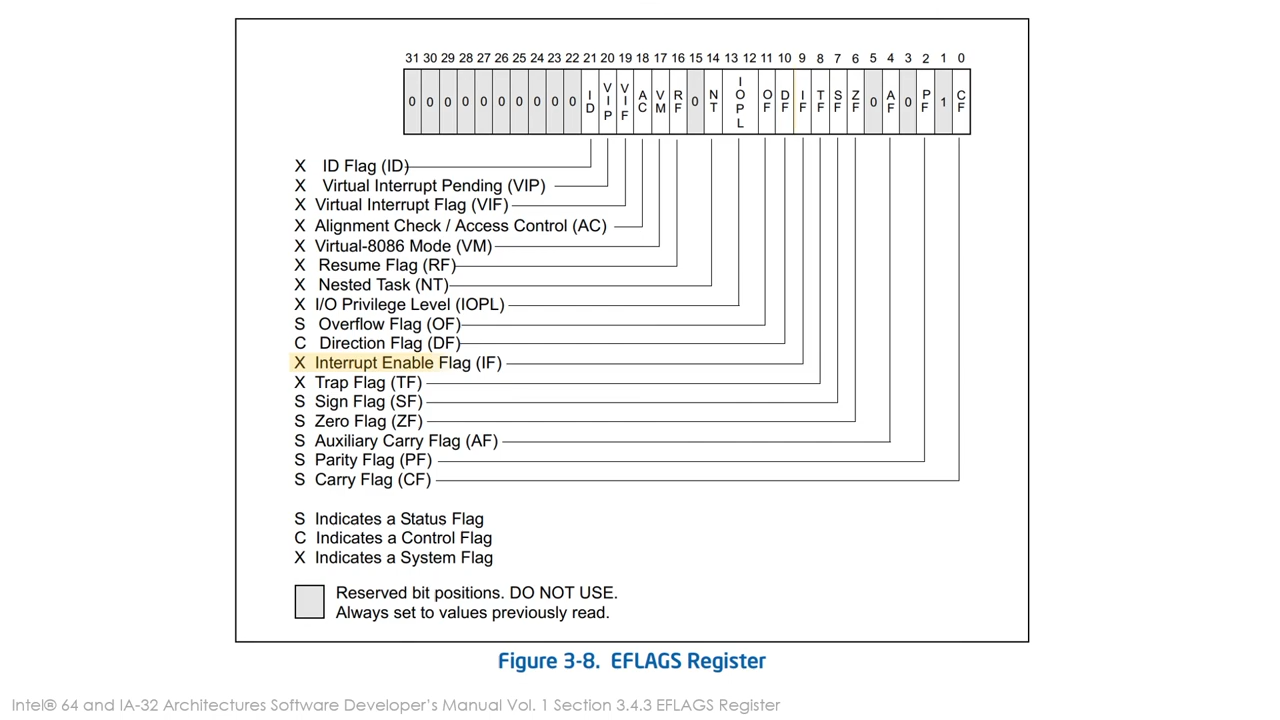 31 30 29 28 27 26 25 24 23 22 21 20 19 18 17 16 15 14 13 12 11 10 9 8 7 6 5 4 3 2 1 0
0 0 0 0 0 0 0 0 0 0 ID VIP VIF AC VM RF 0 NT IOPL OF DF IF TF SF ZF 0 AF 0 PF 1 CF
X ID Flag (ID)
X Virtual Interrupt Pending (VIP)
X Virtual Interrupt Flag (VIF)
X Alignment Check / Access Control (AC)
X Virtual-8086 Mode (VM)
X Resume Flag (RF)
X Nested Task (NT)
X I/O Privilege Level (IOPL)
S Overflow Flag (OF)
C Direction Flag (DF)
X Interrupt Enable Flag (IF)
X Trap Flag (TF)
S Sign Flag (SF)
S Zero Flag (ZF)
S Auxiliary Carry Flag (AF)
S Parity Flag (PF)
S Carry Flag (CF)
S Indicates a Status Flag
C Indicates a Control Flag
X Indicates a System Flag
Reserved bit positions. DO NOT USE.
Always set to values previously read.
Figure 3-8. EFLAGS Register
Intel® 64 and IA-32 Architectures Software Developer's Manual Vol. 1 Section 3.4.3 EFLAGS Register